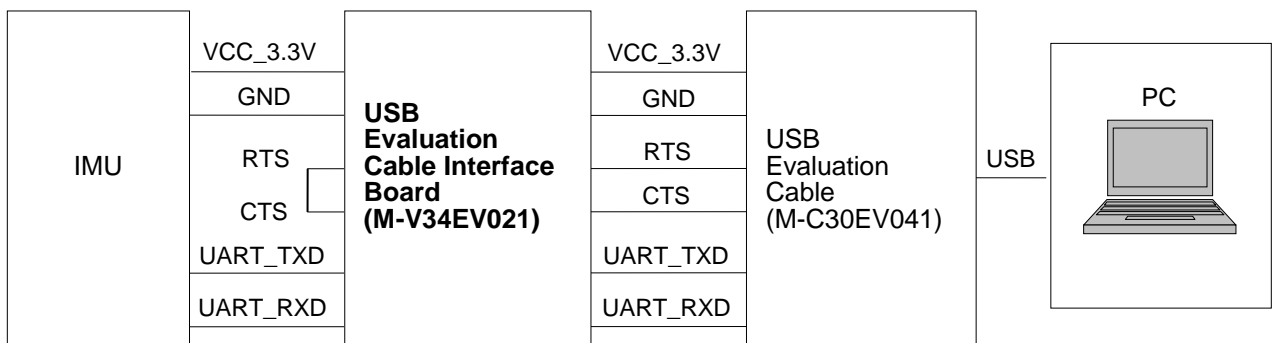 IMU
VCC_3.3V
GND
RTS
CTS
UART_TXD
UART_RXD
USB
Evaluation
Cable Interface
Board
(M-V34EV021)
VCC_3.3V
GND
RTS
CTS
UART_TXD
UART_RXD
USB
Evaluation
Cable
(M-C30EV041)
USB
PC